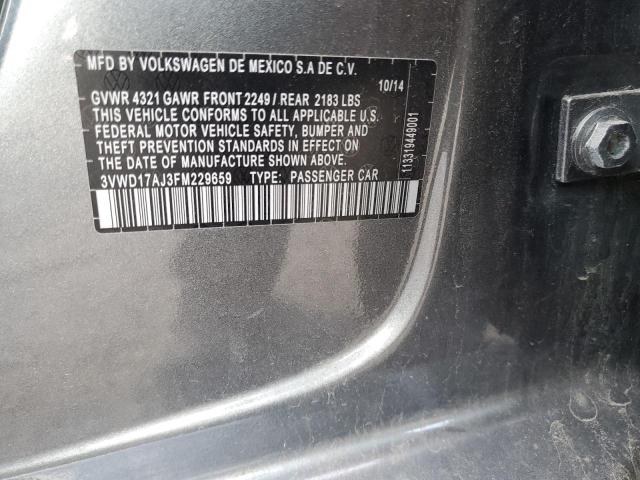 MFD BY VOLKSWAGEN DE MEXICO S.A DE C.V.
10/14
GVWR 4321 GAWR FRONT 2249 / REAR 2183 LBS
THIS VEHICLE CONFORMS TO ALL APPLICABLE U.S.
FEDERAL MOTOR VEHICLE SAFETY, BUMPER AND
THEFT PREVENTION STANDARDS IN EFFECT ON
THE DATE OF MANUFACTURE SHOWN ABOVE
3VWD17AJ3FM229659 TYPE: PASSENGER CAR
113319449001